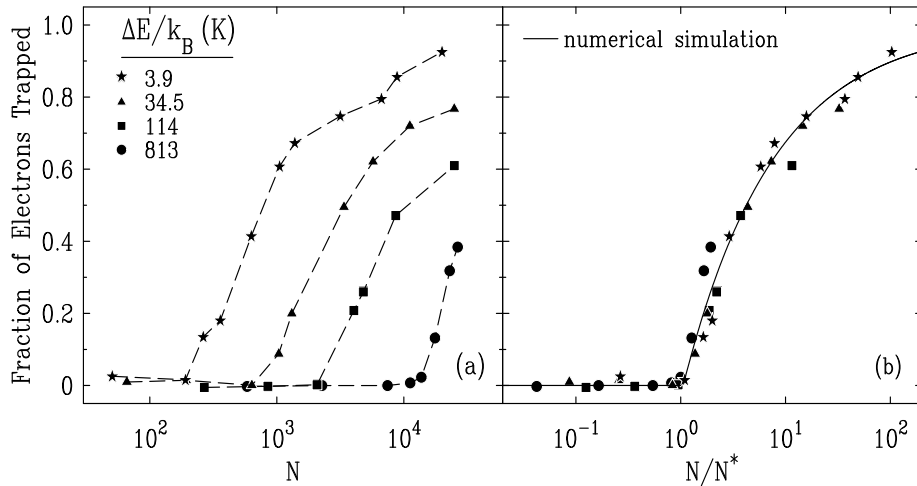 ΔE/k_B (K)
3.9
34.5
114
813
numerical simulation
1.0
0.8
0.6
0.4
0.2
0
Fraction of Electrons Trapped
(a)
(b)
10^2
10^3
10^4
10^-1
10^0
10^1
10^2
N
N/N^*